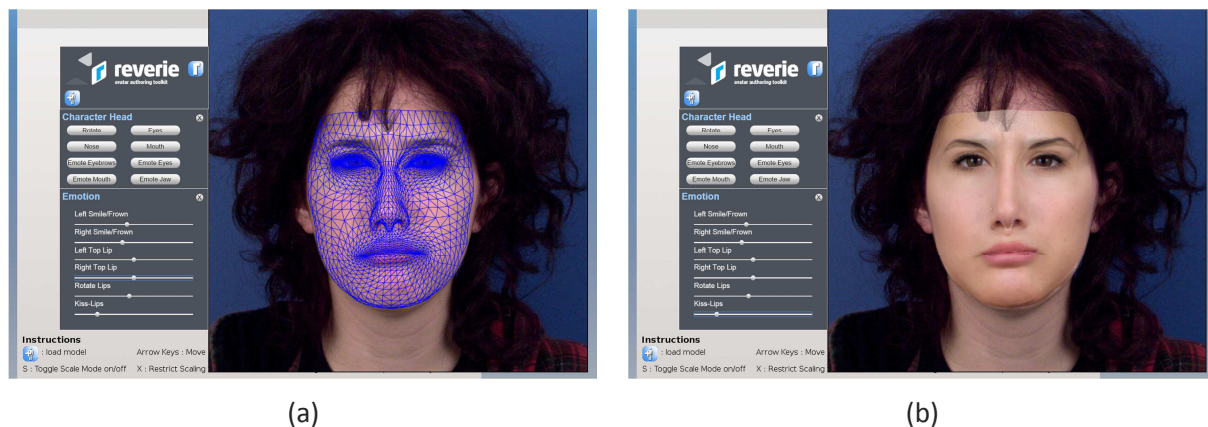 reverie
avatar authoring toolkit
Character Head
Rotate Eyes
Nose Mouth
Emote Eyebrows Emote Eyes
Emote Mouth Emote Jaw
Emotion
Left Smile/Frown
Right Smile/Frown
Left Top Lip
Right Top Lip
Rotate Lips
Kiss-Lips
Instructions
: load model Arrow Keys : Move
S : Toggle Scale Mode on/off X : Restrict Scaling
(a)
reverie
avatar authoring toolkit
Character Head
Rotate Eyes
Nose Mouth
Emote Eyebrows Emote Eyes
Emote Mouth Emote Jaw
Emotion
Left Smile/Frown
Right Smile/Frown
Left Top Lip
Right Top Lip
Rotate Lips
Kiss-Lips
Instructions
: load model Arrow Keys : Move
S : Toggle Scale Mode on/off X : Restrict Scaling
(b)